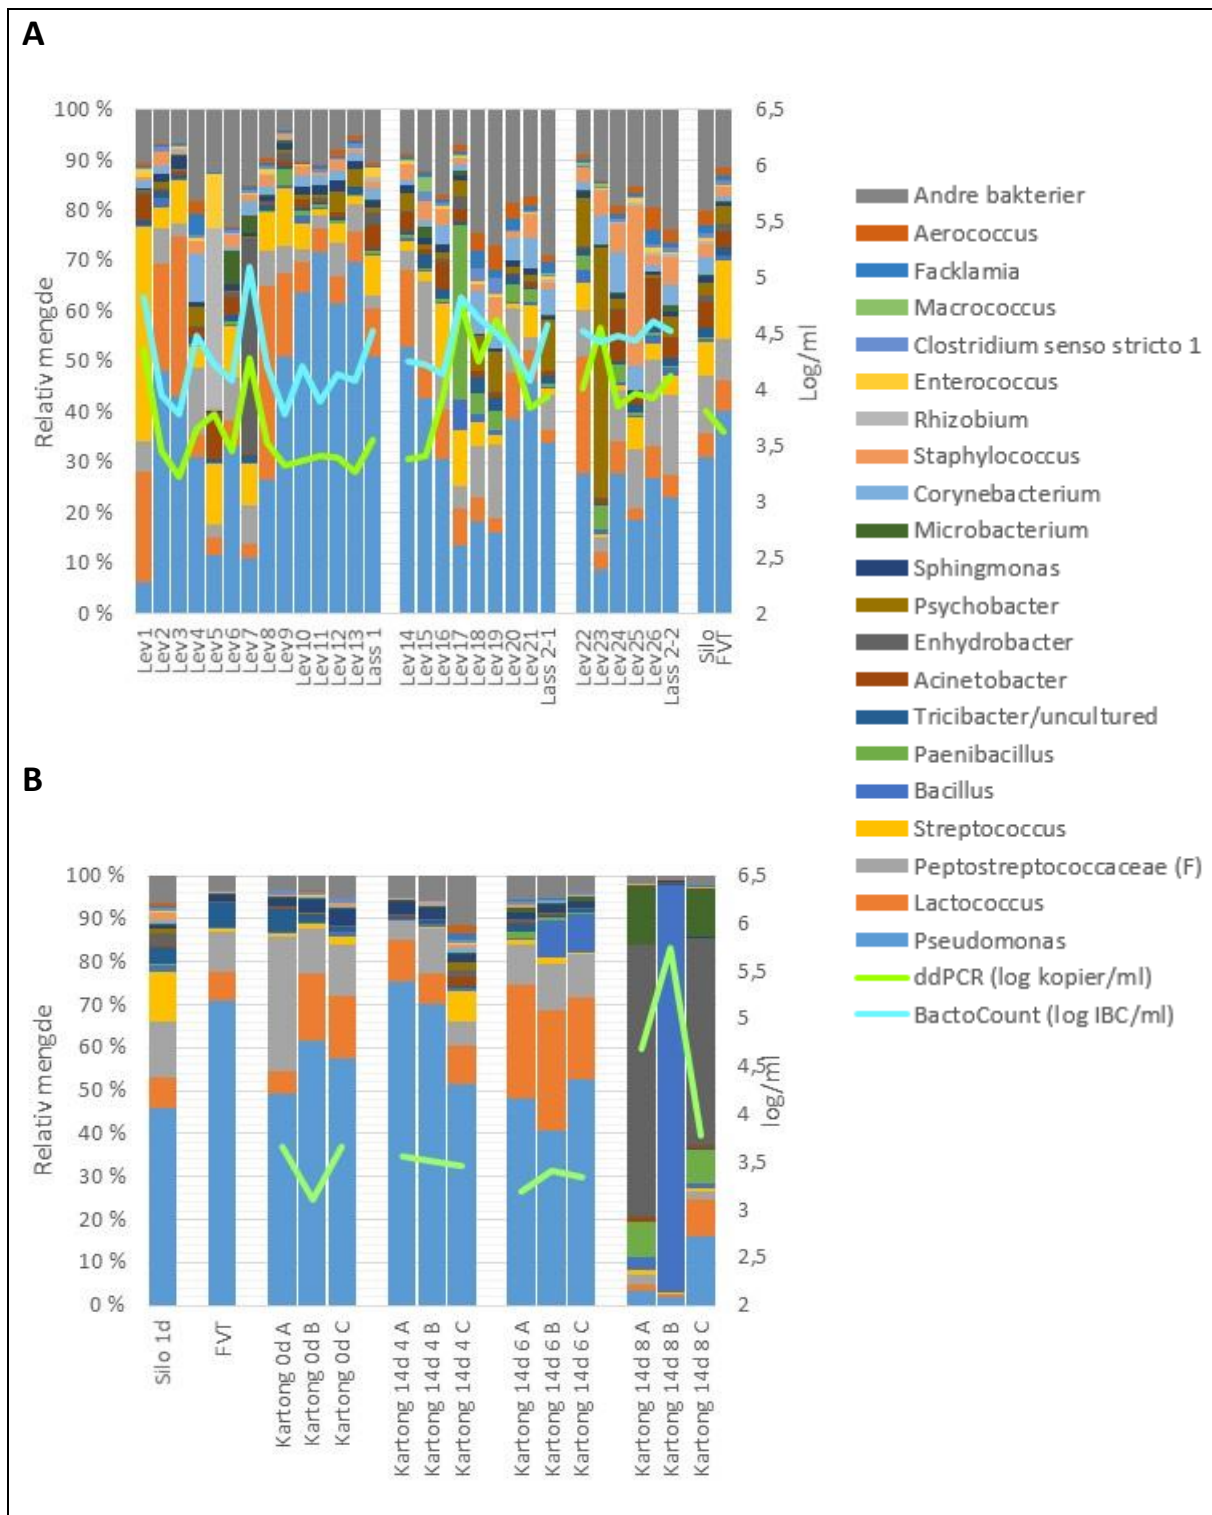 A
100 %
90 %
80 %
70 %
60 %
50 %
40 %
30 %
20 %
10 %
0 %
Relativ mengde
6,5
6
5,5
5
4,5
4
3,5
3
2,5
2
Log/ml
Lev1
Lev2
Lev3
Lev4
Lev5
Lev6
Lev7
Lev8
Lev9
Lev10
Lev11
Lev12
Lev13
Lass 1
Lev14
Lev15
Lev16
Lev17
Lev18
Lev19
Lev20
Lev21
Lass 2-1
Lev22
Lev23
Lev24
Lev25
Lev26
Lass 2-2
Silo
FVT
Andre bakterier
Aerococcus
Facklamia
Macrococcus
Clostridium senso stricto 1
Enterococcus
Rhizobium
Staphylococcus
Corynebacterium
Microbacterium
Sphingmonas
Psychobacter
Enhydrobacter
Acinetobacter
Tricibacter/uncultured
Paenibacillus
Bacillus
Streptococcus
Peptostreptococcaceae (F)
Lactococcus
Pseudomonas
ddPCR (log kopier/ml)
BactoCount (log IBC/ml)
B
100 %
90 %
80 %
70 %
60 %
50 %
40 %
30 %
20 %
10 %
0 %
Relativ mengde
6,5
6
5,5
5
4,5
4
3,5
3
2,5
2
log/ml
Silo 1d
FVT
Kartong 0d A
Kartong 0d B
Kartong 0d C
Kartong 14d 4 A
Kartong 14d 4 B
Kartong 14d 4 C
Kartong 14d 6 A
Kartong 14d 6 B
Kartong 14d 6 C
Kartong 14d 8 A
Kartong 14d 8 B
Kartong 14d 8 C